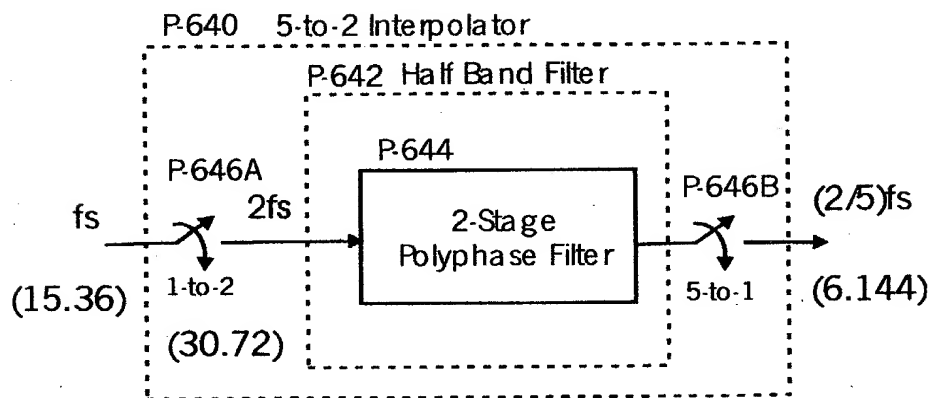 P-640 5-to-2 Interpolator
P-642 Half Band Filter
P-644
P-646A
P-646B
fs
2fs
(2/5)fs
2-Stage
Polyphase Filter
1-to-2
5-to-1
(15.36)
(30.72)
(6.144)